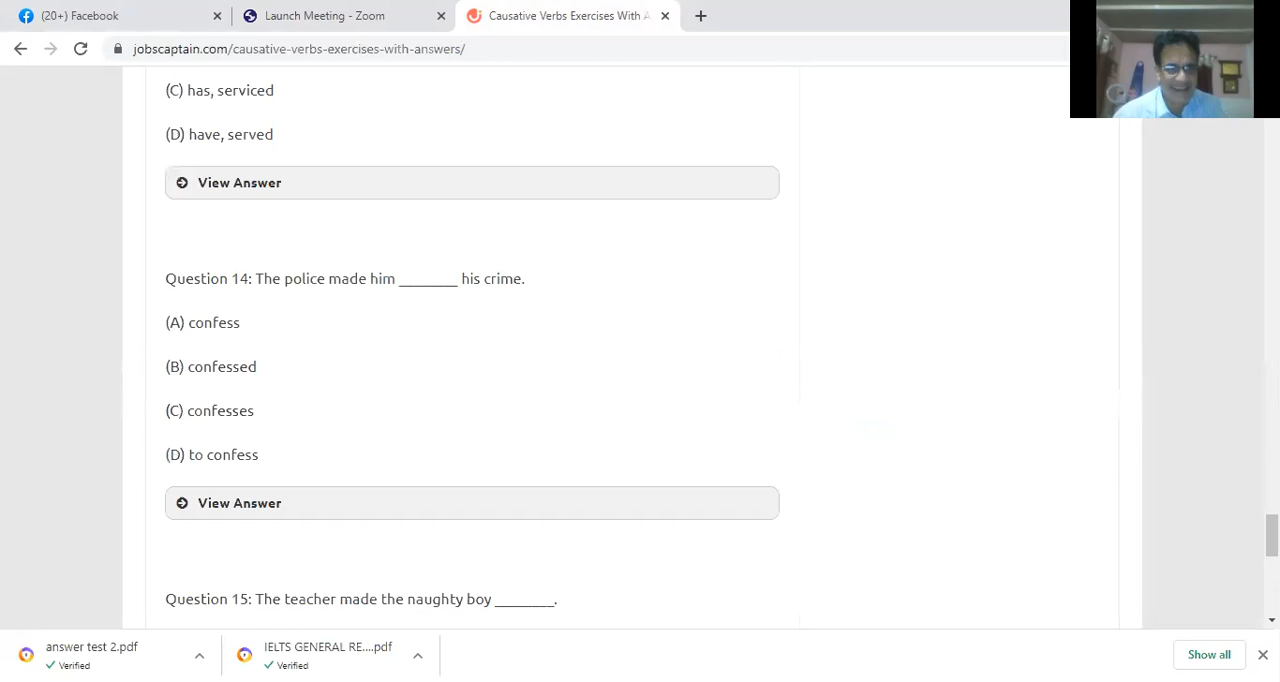 (20+) Facebook
Launch Meeting - Zoom
Causative Verbs Exercises With A
jobscaptain.com/causative-verbs-exercises-with-answers/
(C) has, serviced
(D) have, served
View Answer
Question 14: The police made him _______ his crime.
(A) confess
(B) confessed
(C) confesses
(D) to confess
View Answer
Question 15: The teacher made the naughty boy _______.
answer test 2.pdf
Verified
IELTS GENERAL RE....pdf
Verified
Show all